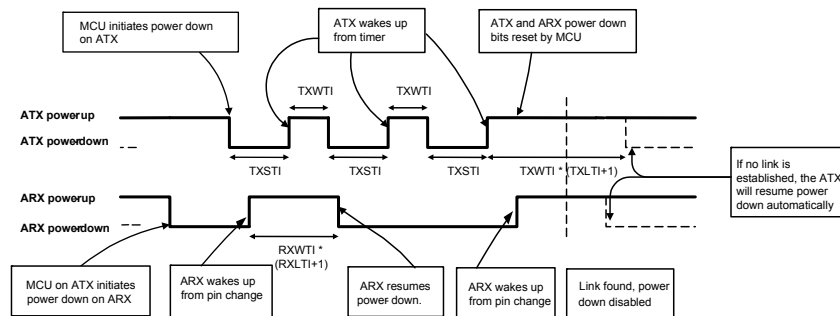 MCU initiates power down
on ATX
ATX wakes up
from timer
ATX and ARX power down
bits reset by MCU
TXWTI
TXWTI
ATX powerup
ATX powerdown
TXSTI
TXSTI
TXSTI
TXWTI * (TXLTI+1)
If no link is
established, the ATX
will resume power
down automatically
ARX powerup
ARX powerdown
RXWTI *
(RXLTI+1)
MCU on ATX initiates
power down on ARX
ARX wakes up
from pin change
ARX resumes
power down.
ARX wakes up
from pin change
Link found, power
down disabled